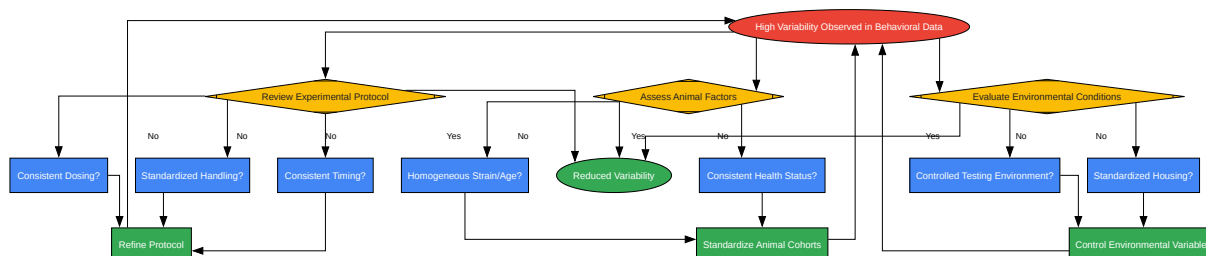 High Variability Observed in Behavioral Data
Review Experimental Protocol
Assess Animal Factors
Evaluate Environmental Conditions
No
No
No
Yes
No
Yes
No
Yes
No
No
Consistent Dosing?
Standardized Handling?
Consistent Timing?
Homogeneous Strain/Age?
Reduced Variability
Consistent Health Status?
Controlled Testing Environment?
Standardized Housing?
Refine Protocol
Standardize Animal Cohorts
Control Environmental Variable